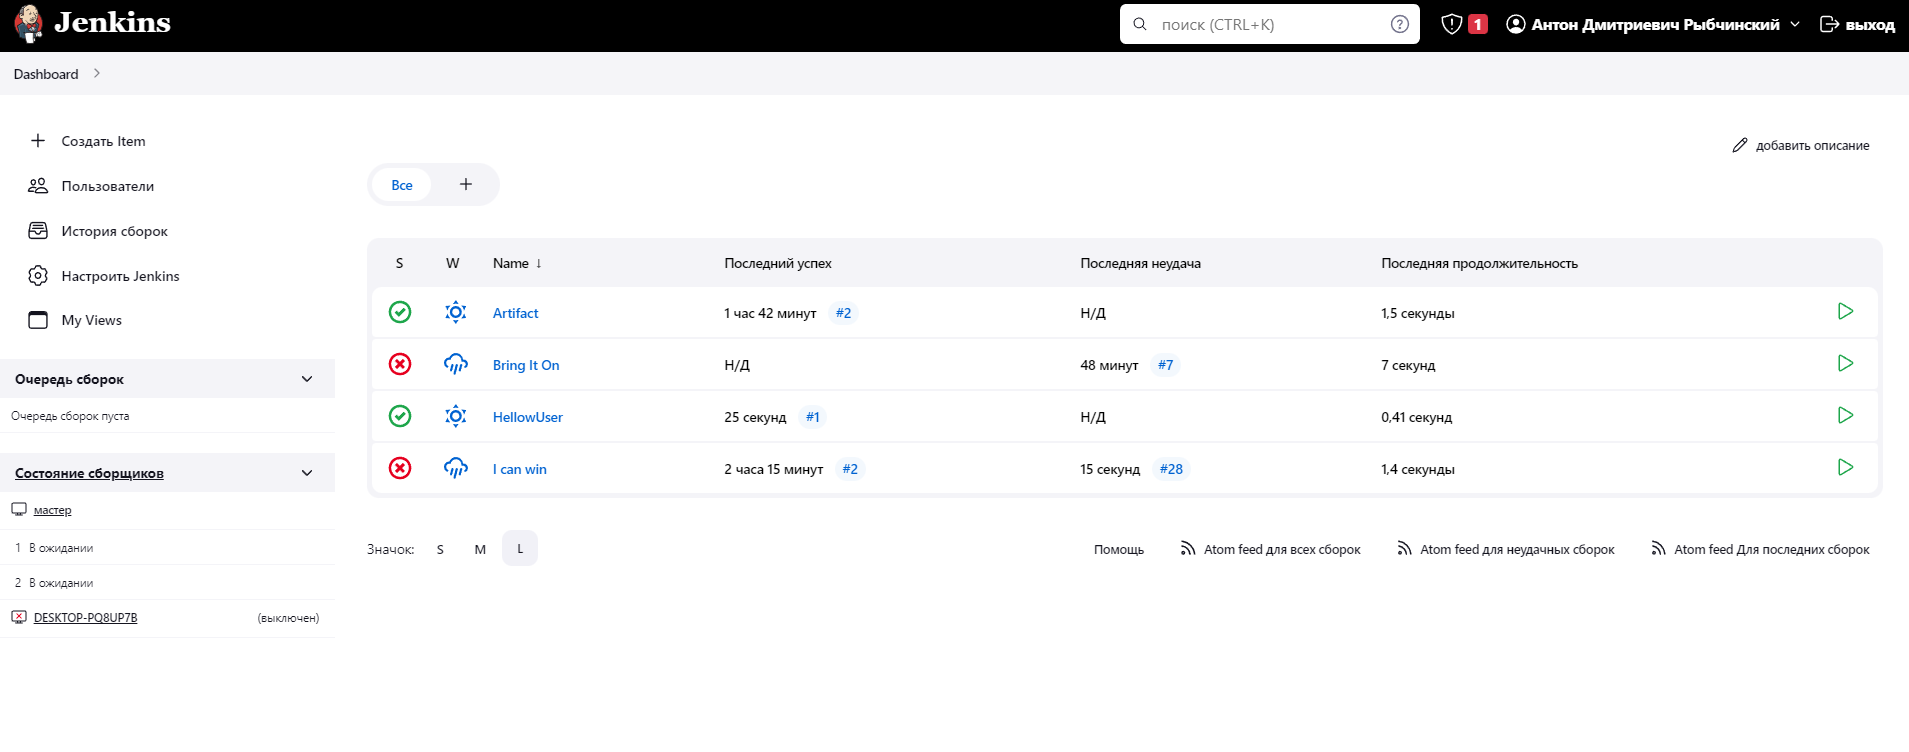 Jenkins
поиск (CTRL+K)
1
Антон Дмитриевич Рыбчинский
выход
Dashboard
Создать Item
Пользователи
История сборок
Настроить Jenkins
My Views
Очередь сборок
Очередь сборок пуста
Состояние сборщиков
мастер
1 В ожидании
2 В ожидании
DESKTOP-PQ8UP7B (выключен)
добавить описание
Все +
S W Name ↓ Последний успех Последняя неудача Последняя продолжительность
Artifact 1 час 42 минут #2 Н/Д 1,5 секунды
Bring It On Н/Д 48 минут #7 7 секунд
HellowUser 25 секунд #1 Н/Д 0,41 секунд
I can win 2 часа 15 минут #2 15 секунд #28 1,4 секунды
Значок: S M L
Помощь Atom feed для всех сборок Atom feed для неудачных сборок Atom feed Для последних сборок